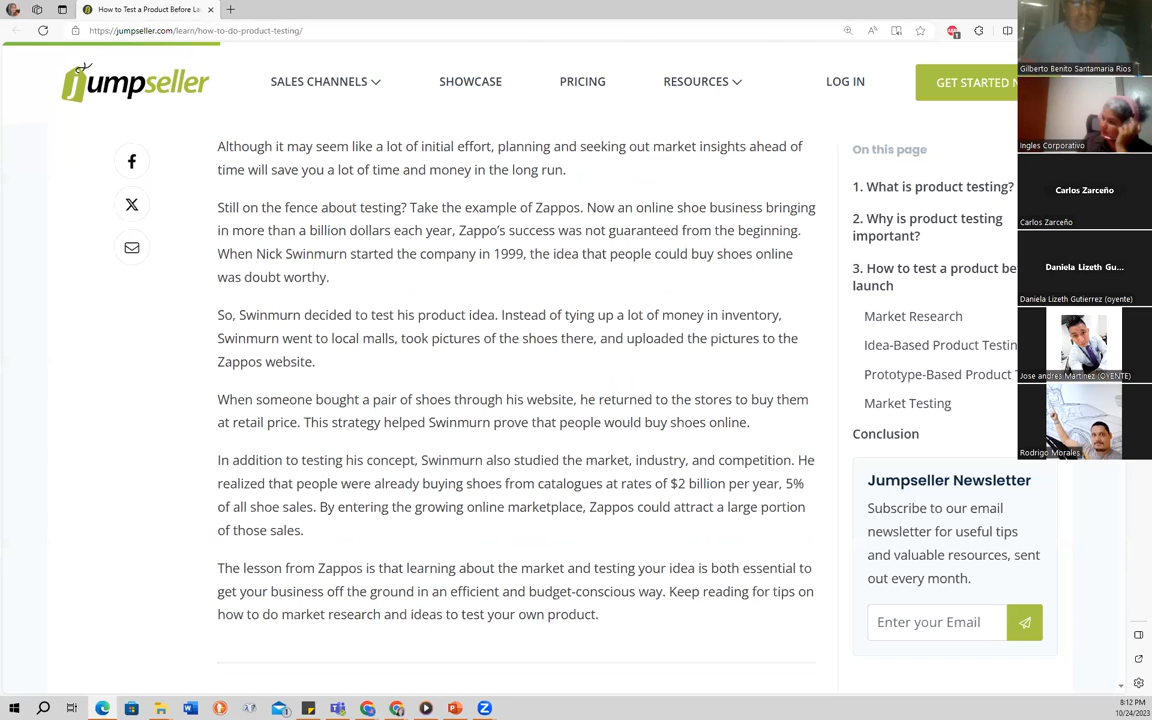 How to Test a Product Before La
https://jumpseller.com/learn/how-to-do-product-testing/
jumpseller
SALES CHANNELS
SHOWCASE
PRICING
RESOURCES
LOG IN
GET STARTED N
Although it may seem like a lot of initial effort, planning and seeking out market insights ahead of
time will save you a lot of time and money in the long run.
Still on the fence about testing? Take the example of Zappos. Now an online shoe business bringing
in more than a billion dollars each year, Zappo's success was not guaranteed from the beginning.
When Nick Swinmurn started the company in 1999, the idea that people could buy shoes online
was doubt worthy.
So, Swinmurn decided to test his product idea. Instead of tying up a lot of money in inventory,
Swinmurn went to local malls, took pictures of the shoes there, and uploaded the pictures to the
Zappos website.
When someone bought a pair of shoes through his website, he returned to the stores to buy them
at retail price. This strategy helped Swinmurn prove that people would buy shoes online.
In addition to testing his concept, Swinmurn also studied the market, industry, and competition. He
realized that people were already buying shoes from catalogues at rates of $2 billion per year, 5%
of all shoe sales. By entering the growing online marketplace, Zappos could attract a large portion
of those sales.
The lesson from Zappos is that learning about the market and testing your idea is both essential to
get your business off the ground in an efficient and budget-conscious way. Keep reading for tips on
how to do market research and ideas to test your own product.
On this page
1. What is product testing?
2. Why is product testing
important?
3. How to test a product be
launch
Market Research
Idea-Based Product Testin
Prototype-Based Product T
Market Testing
Conclusion
Jumpseller Newsletter
Subscribe to our email
newsletter for useful tips
and valuable resources, sent
out every month.
Enter your Email
Gilberto Benito Santamaria Rios
Ingles Corporativo
Carlos Zarceño
Carlos Zarceño
Daniela Lizeth Gu...
Daniela Lizeth Gutierrez (oyente)
Jose andres Martinez (OYENTE)
Rodrigo Morales
8:12 PM
10/24/2023